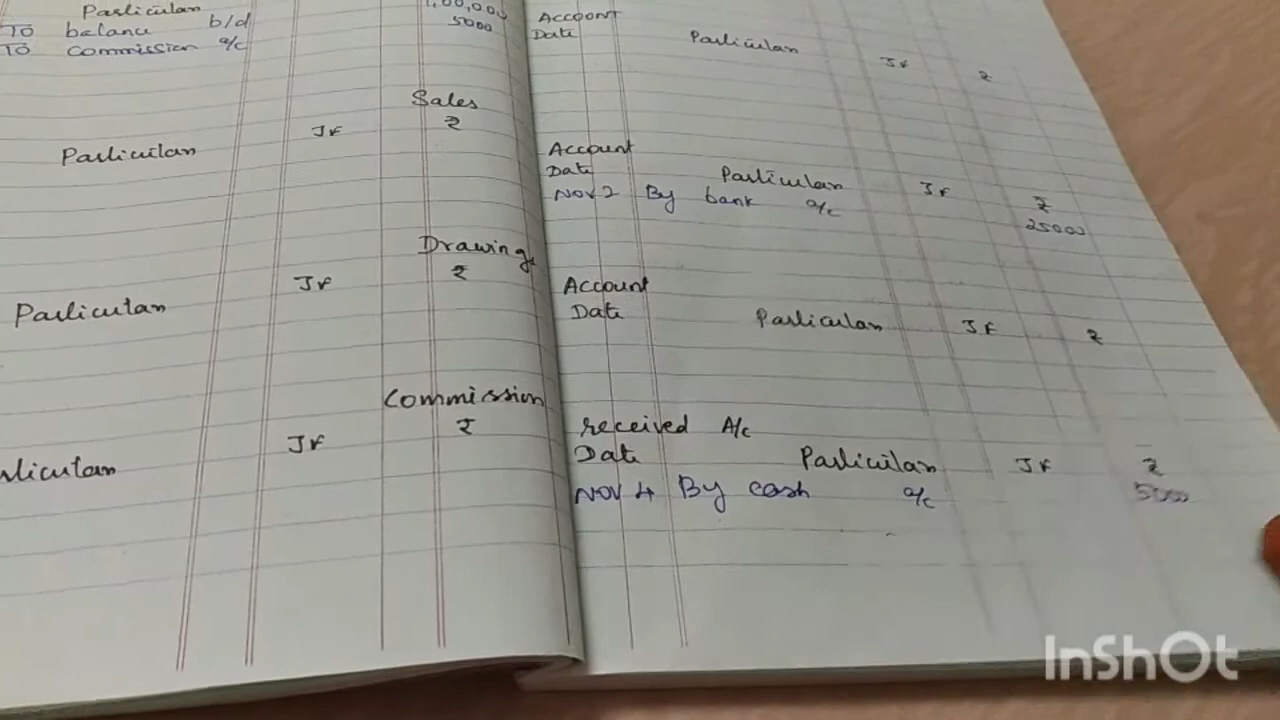 Particulars
TO balance b/d 1,00,000
TO commission a/c 5000
Account
Date Particulars JF ₹
Sales Account
Particulars JF ₹ Date Particulars JF ₹
Nov 2 By bank a/c 25000
Drawings Account
Particulars JF ₹ Date Particulars JF ₹
Commission received A/c
Particulars JF ₹ Date Particulars JF ₹
NOV 4 By cash a/c 5000
InShOt